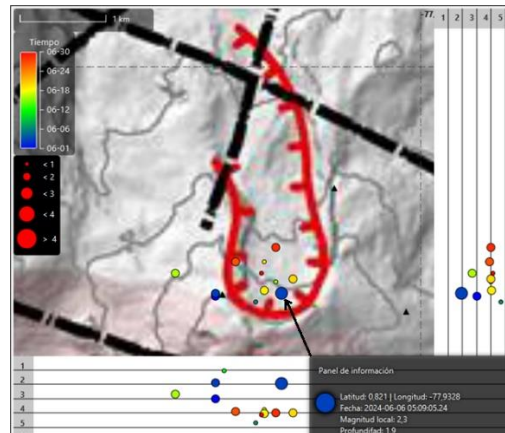 1 km
-77.
1 2 3 4 5
Tiempo
06-30
06-24
06-18
06-12
06-06
06-01
< 1
< 2
< 3
< 4
> 4
1
2
3
4
5
Panel de información
Latitud: 0,821 | Longitud: -77,9328
Fecha: 2024-06-06 05:09:05.24
Magnitud local: 2,3
Profundidad: 1,9